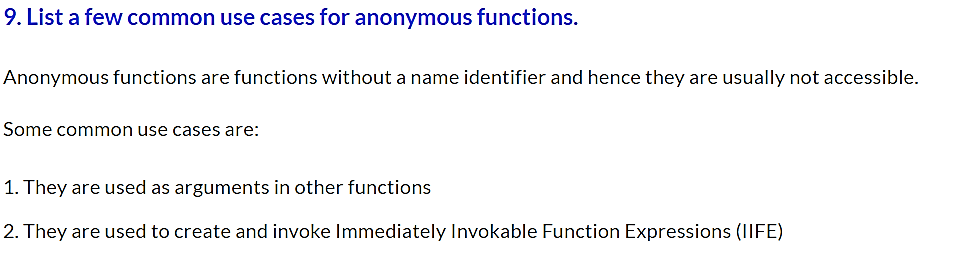 9. List a few common use cases for anonymous functions.
Anonymous functions are functions without a name identifier and hence they are usually not accessible.
Some common use cases are:
1. They are used as arguments in other functions
2. They are used to create and invoke Immediately Invokable Function Expressions (IIFE)